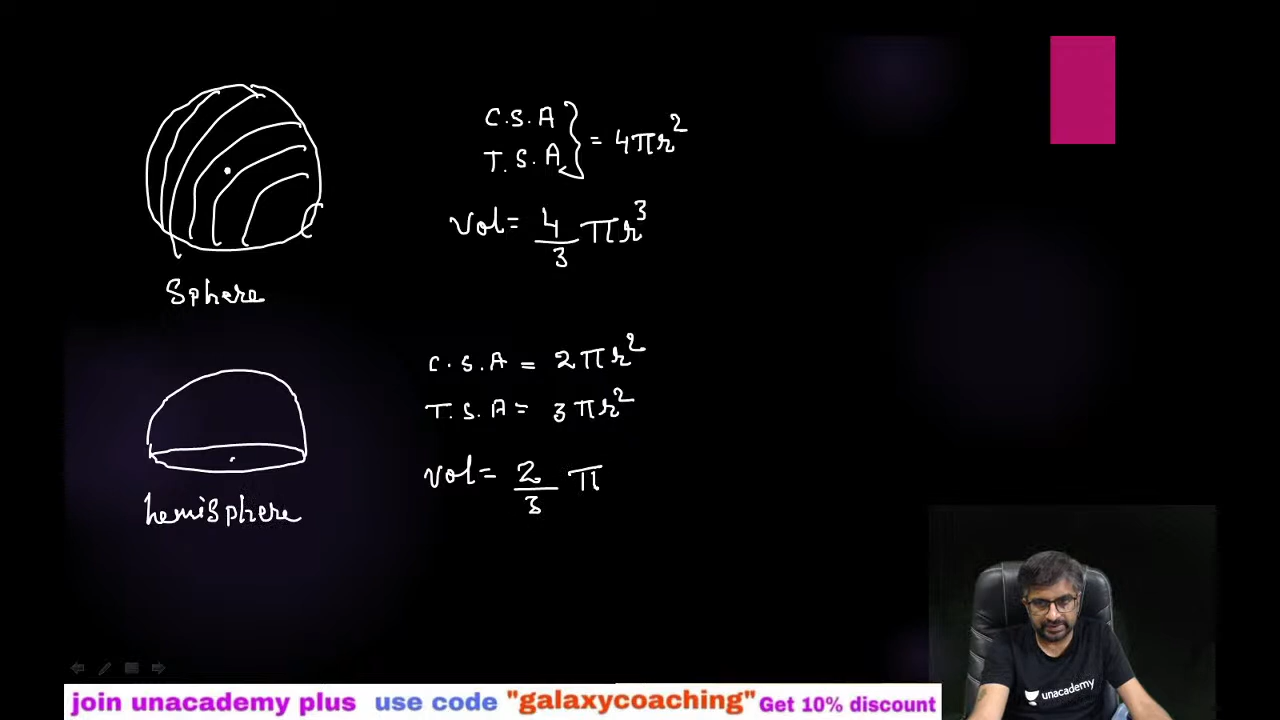 C.S.A
T.S.A } = 4πr²
Vol = 4/3 πr³
Sphere
C.S.A = 2πr²
T.S.A = 3πr²
Vol = 2/3 π
hemisphere
unacademy
join unacademy plus use code "galaxycoaching" Get 10% discount